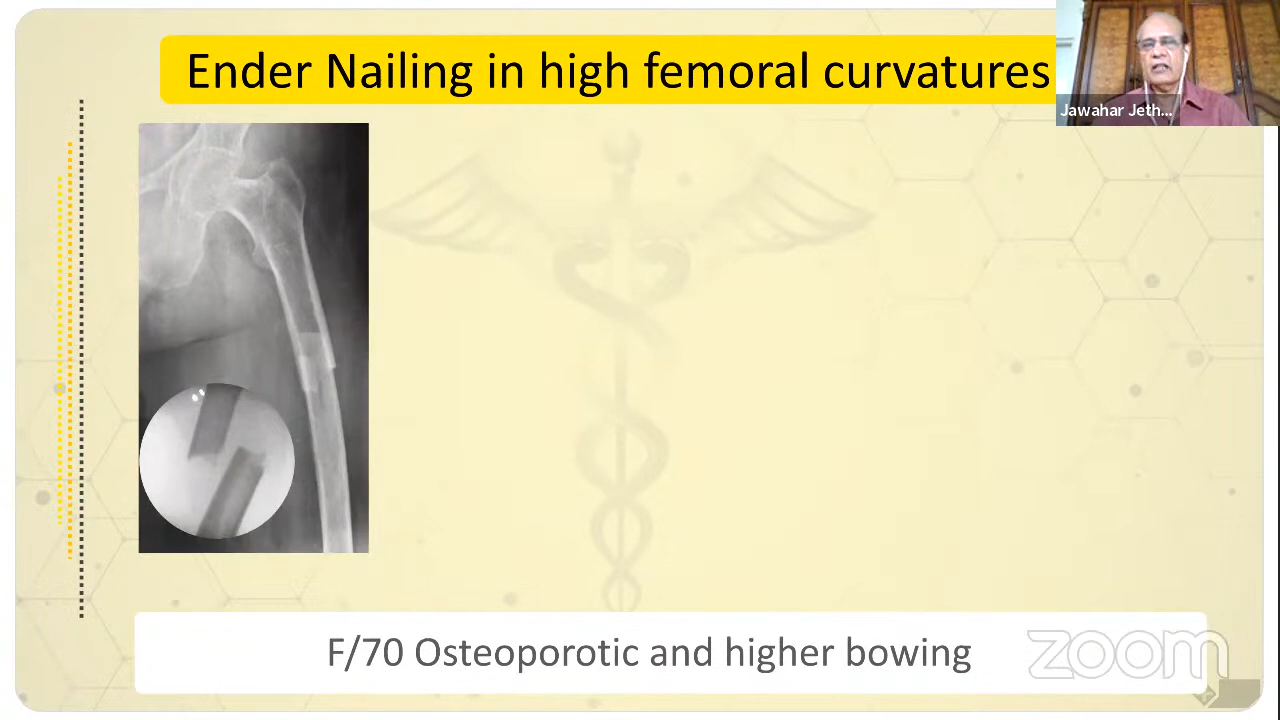 Ender Nailing in high femoral curvatures
Jawahar Jeth...
F/70 Osteoporotic and higher bowing
zoom